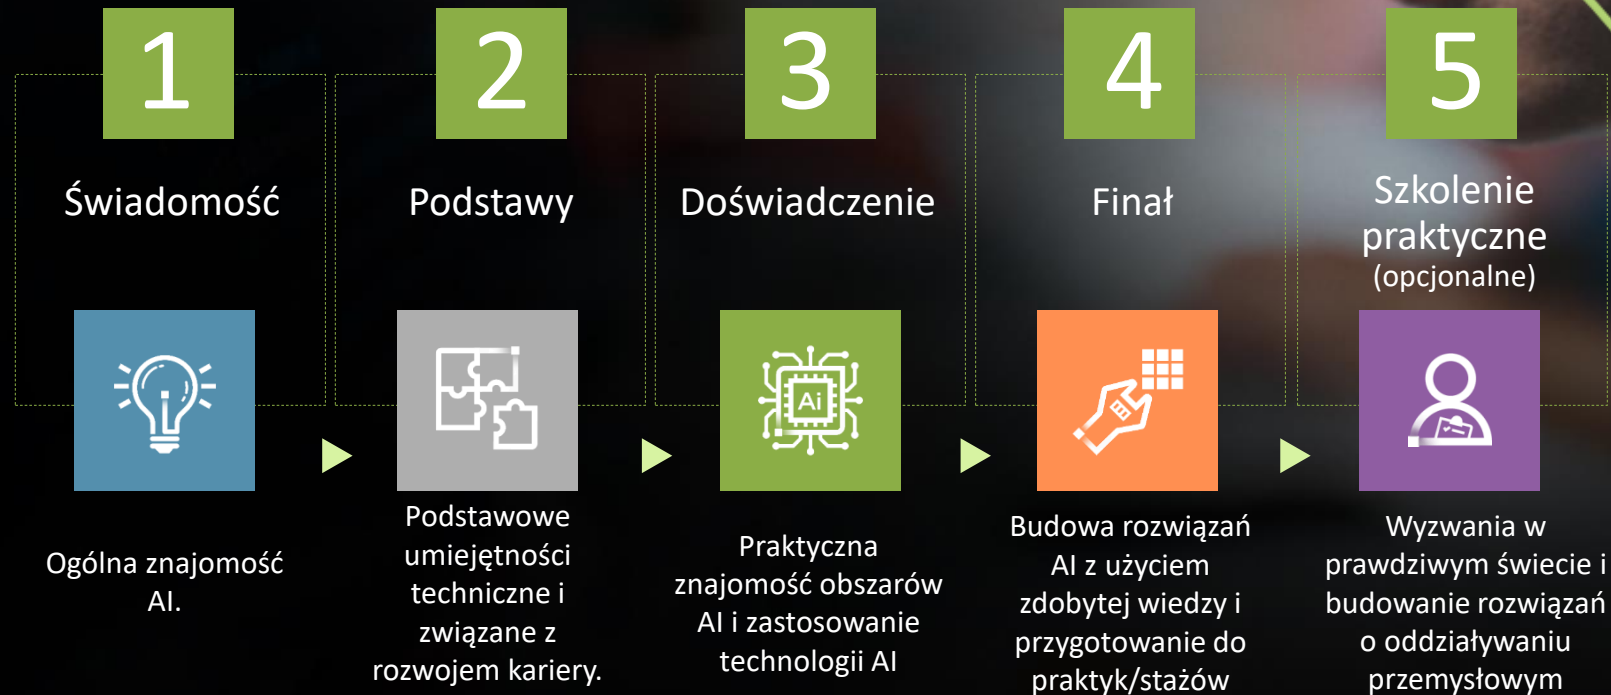 1
Świadomość
Ogólna znajomość
AI.
2
Podstawy
Podstawowe
umiejętności
techniczne i
związane z
rozwojem kariery.
3
Doświadczenie
Ai
Praktyczna
znajomość obszarów
AI i zastosowanie
technologii AI
4
Finał
Budowa rozwiązań
AI z użyciem
zdobytej wiedzy i
przygotowanie do
praktyk/stażów
5
Szkolenie
praktyczne
(opcjonalne)
Wyzwania w
prawdziwym świecie i
budowanie rozwiązań
o oddziaływaniu
przemysłowym